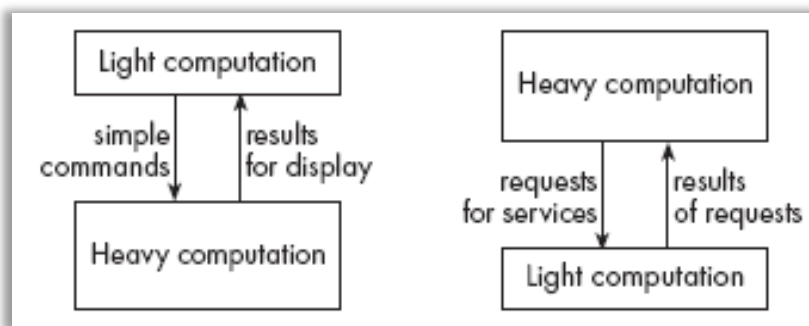 Light computation
simple
commands
results
for display
Heavy computation
Heavy computation
requests
for services
results
of requests
Light computation